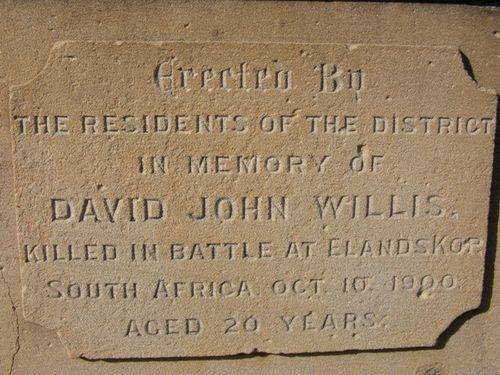 Erected By
THE RESIDENTS OF THE DISTRICT
IN MEMORY OF
DAVID JOHN WILLIS.
KILLED IN BATTLE AT ELANDSKOP
SOUTH AFRICA. OCT. 10. 1900.
AGED 20 YEARS.